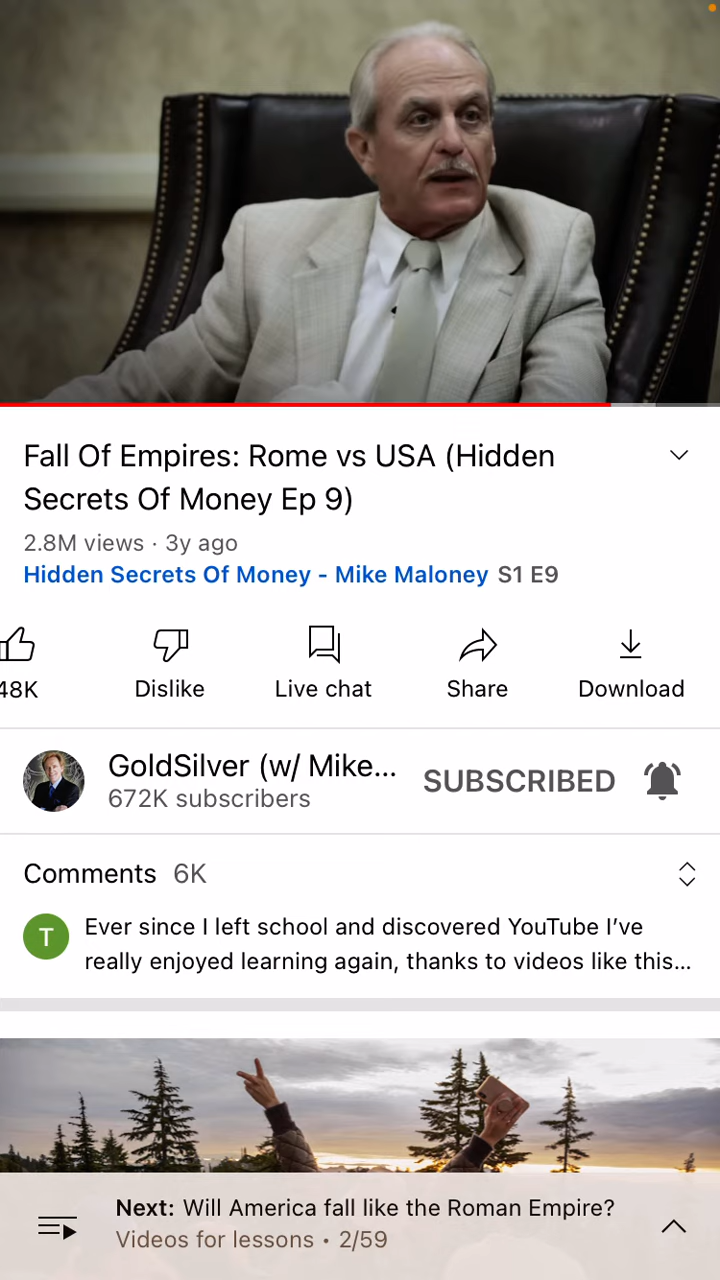 Fall Of Empires: Rome vs USA (Hidden
Secrets Of Money Ep 9)
2.8M views · 3y ago
Hidden Secrets Of Money - Mike Maloney S1 E9
48K
Dislike
Live chat
Share
Download
GoldSilver (w/ Mike...
672K subscribers
SUBSCRIBED
Comments 6K
T
Ever since I left school and discovered YouTube I’ve
really enjoyed learning again, thanks to videos like this...
Next: Will America fall like the Roman Empire?
Videos for lessons • 2/59